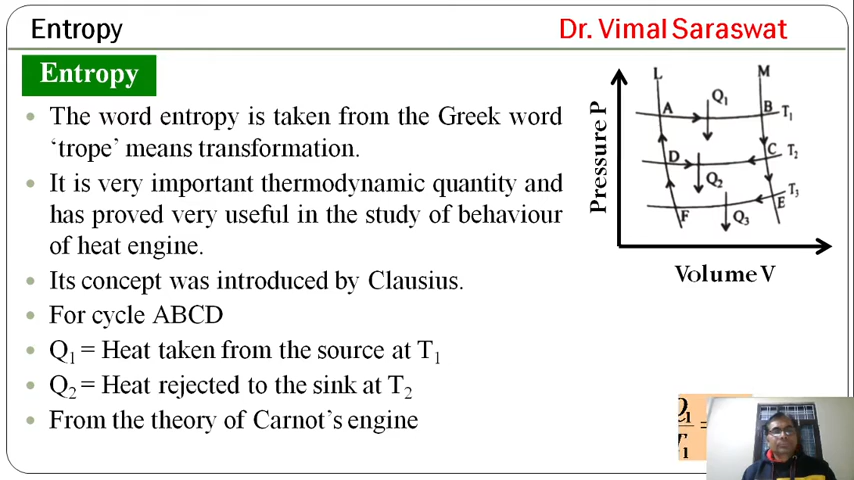 Entropy
Dr. Vimal Saraswat
Entropy
The word entropy is taken from the Greek word
‘trope’ means transformation.
It is very important thermodynamic quantity and
has proved very useful in the study of behaviour
of heat engine.
Its concept was introduced by Clausius.
For cycle ABCD
Q₁ = Heat taken from the source at T₁
Q₂ = Heat rejected to the sink at T₂
From the theory of Carnot’s engine
L M
A Q₁ B T₁
D C T₂
Q₂
F Q₃ E T₃
Pressure P
Volume V